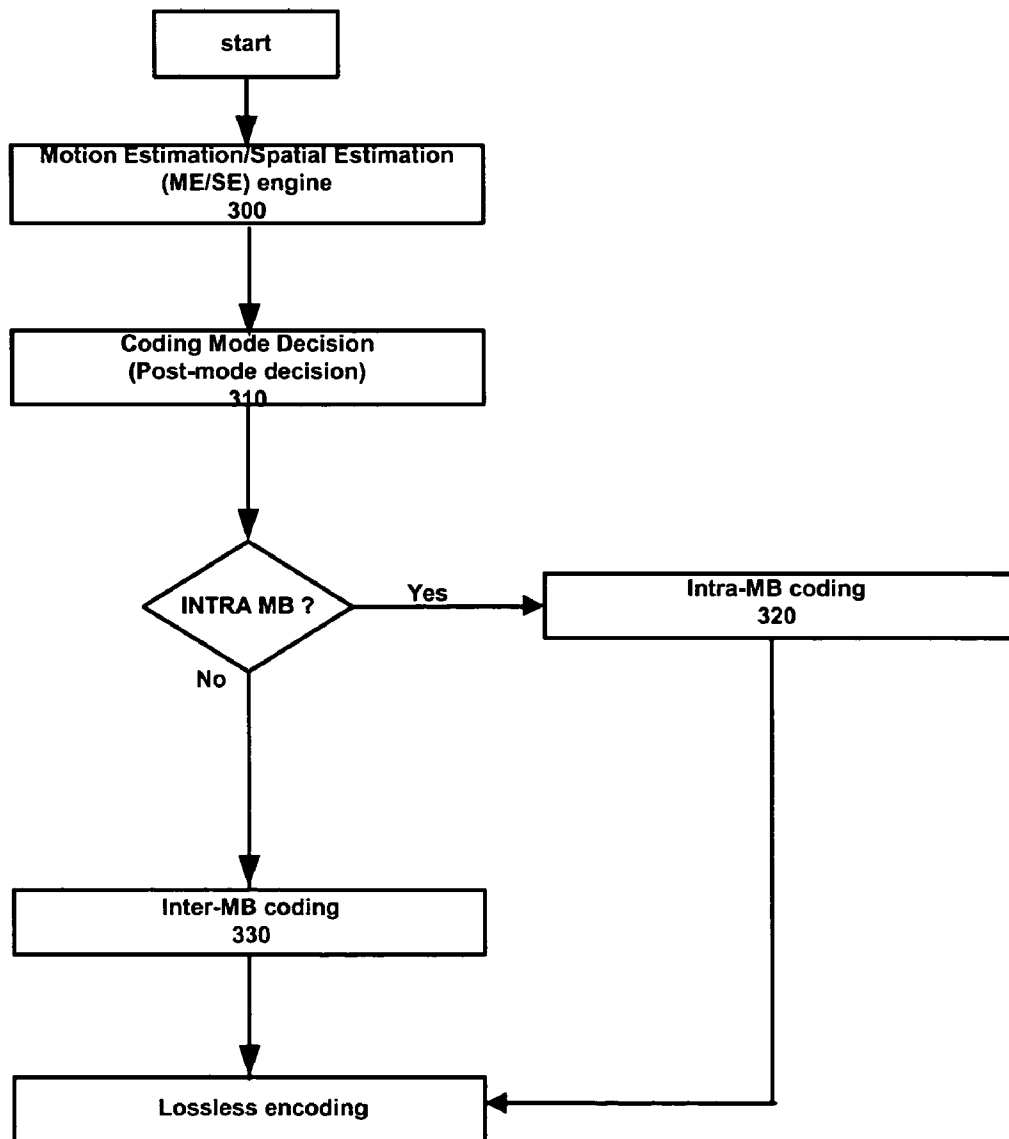 start
Motion Estimation/Spatial Estimation
(ME/SE) engine
300
Coding Mode Decision
(Post-mode decision)
310
INTRA MB ?
Yes
Intra-MB coding
320
No
Inter-MB coding
330
Lossless encoding